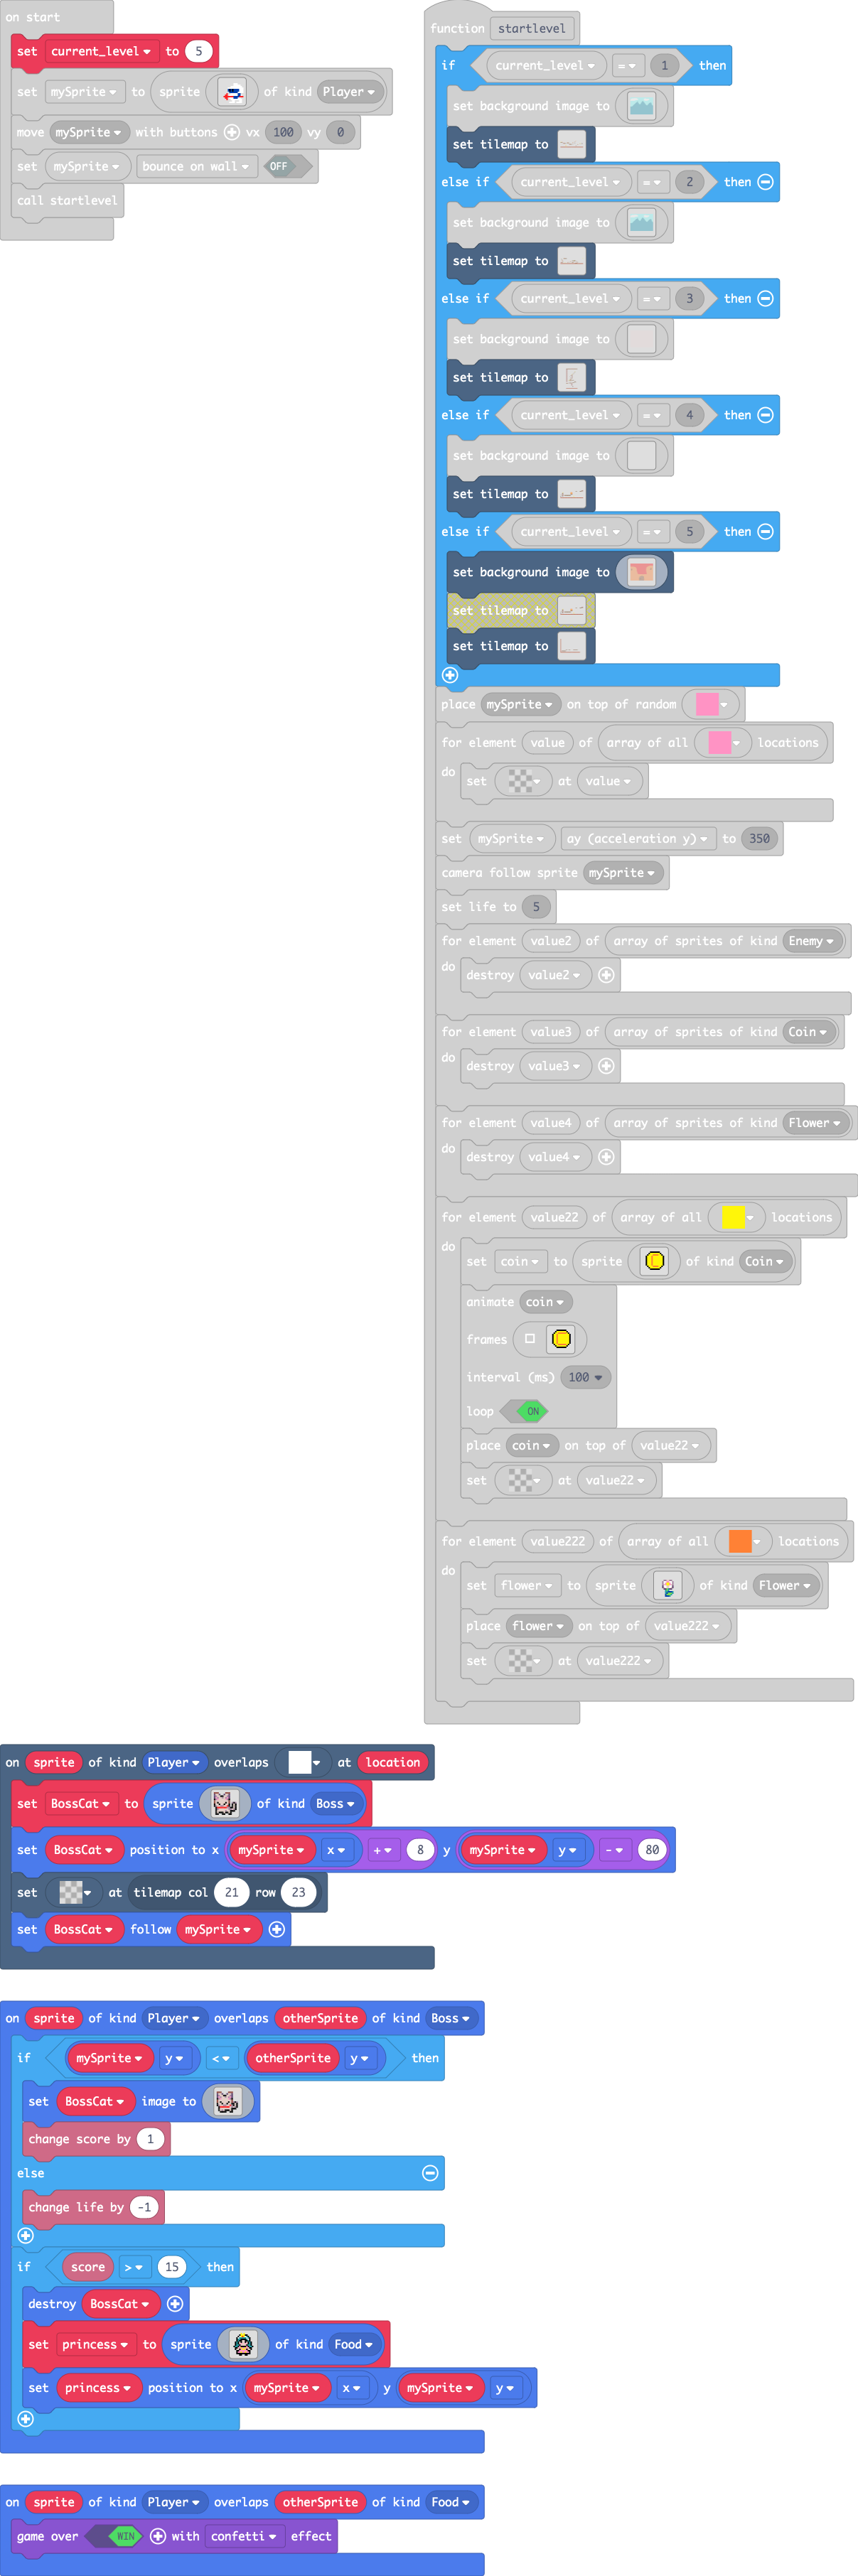 on start
set current_level to 5
set mySprite to sprite of kind Player
move mySprite with buttons vx 100 vy 0
set mySprite bounce on wall OFF
call startlevel
function startlevel
if current_level = 1 then
set background image to
set tilemap to
else if current_level = 2 then
set background image to
set tilemap to
else if current_level = 3 then
set background image to
set tilemap to
else if current_level = 4 then
set background image to
set tilemap to
else if current_level = 5 then
set background image to
set tilemap to
set tilemap to
place mySprite on top of random
for element value of array of all locations
do
set at value
set mySprite ay (acceleration y) to 350
camera follow sprite mySprite
set life to 5
for element value2 of array of sprites of kind Enemy
do
destroy value2
for element value3 of array of sprites of kind Coin
do
destroy value3
for element value4 of array of sprites of kind Flower
do
destroy value4
for element value22 of array of all locations
do
set coin to sprite of kind Coin
animate coin
frames
interval (ms) 100
loop ON
place coin on top of value22
set at value22
for element value222 of array of all locations
do
set flower to sprite of kind Flower
place flower on top of value222
set at value222
on sprite of kind Player overlaps at location
set BossCat to sprite of kind Boss
set BossCat position to x mySprite x + 8 y mySprite y - 80
set at tilemap col 21 row 23
set BossCat follow mySprite
on sprite of kind Player overlaps otherSprite of kind Boss
if mySprite y < otherSprite y then
set BossCat image to
change score by 1
else
change life by -1
if score > 15 then
destroy BossCat
set princess to sprite of kind Food
set princess position to x mySprite x y mySprite y
on sprite of kind Player overlaps otherSprite of kind Food
game over WIN with confetti effect